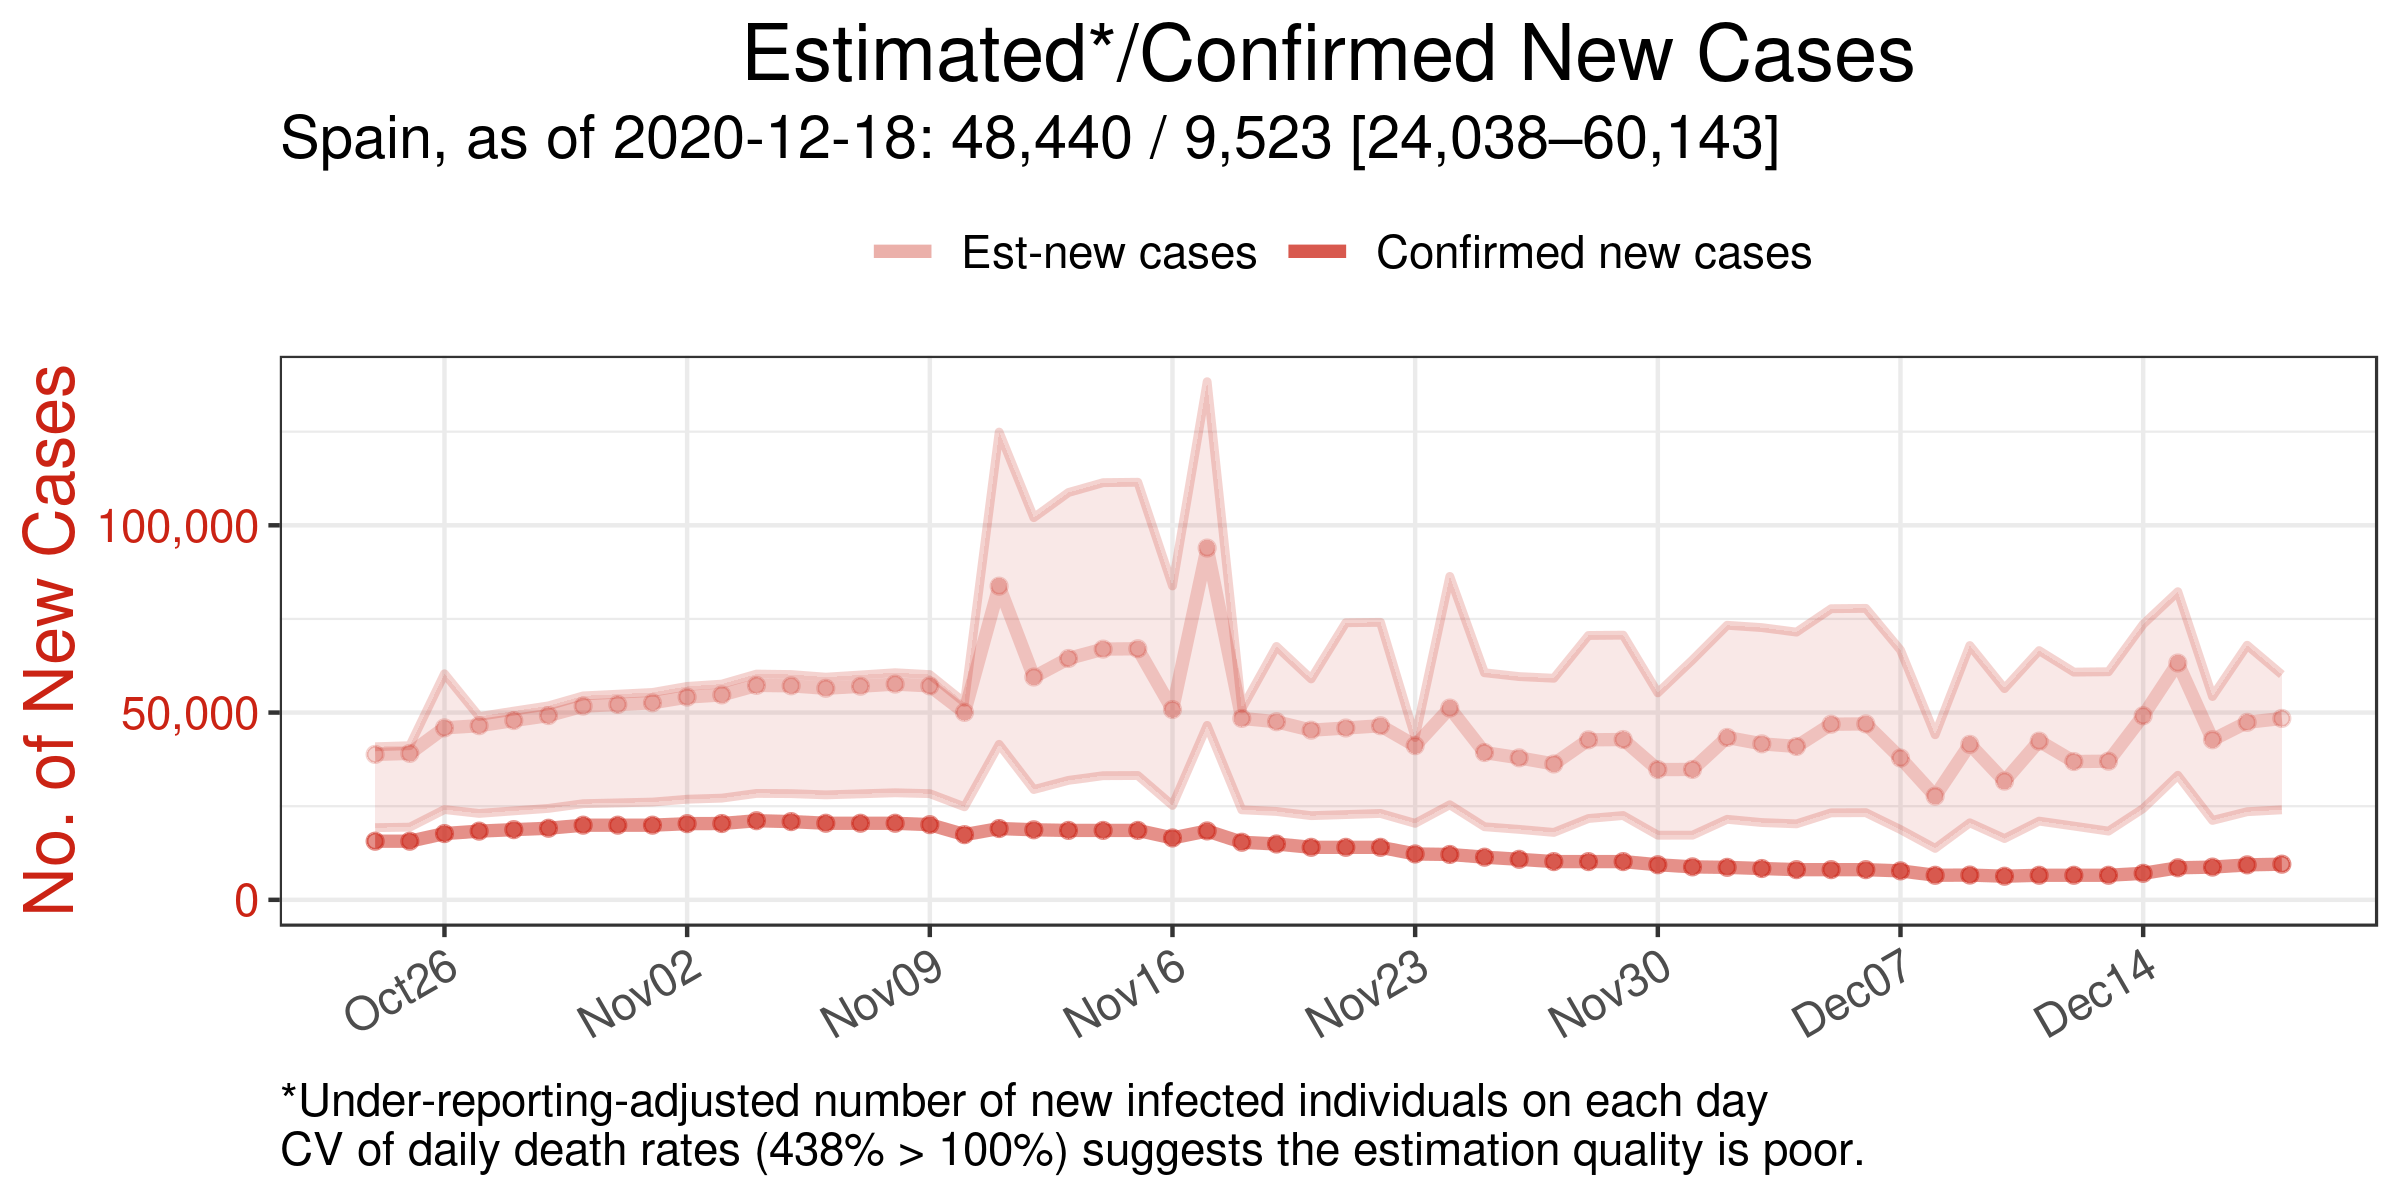 Estimated*/Confirmed New Cases
Spain, as of 2020-12-18: 48,440 / 9,523 [24,038–60,143]
Est-new cases
Confirmed new cases
No. of New Cases
100,000
50,000
0
Oct26
Nov02
Nov09
Nov16
Nov23
Nov30
Dec07
Dec14
*Under-reporting-adjusted number of new infected individuals on each day
CV of daily death rates (438% > 100%) suggests the estimation quality is poor.